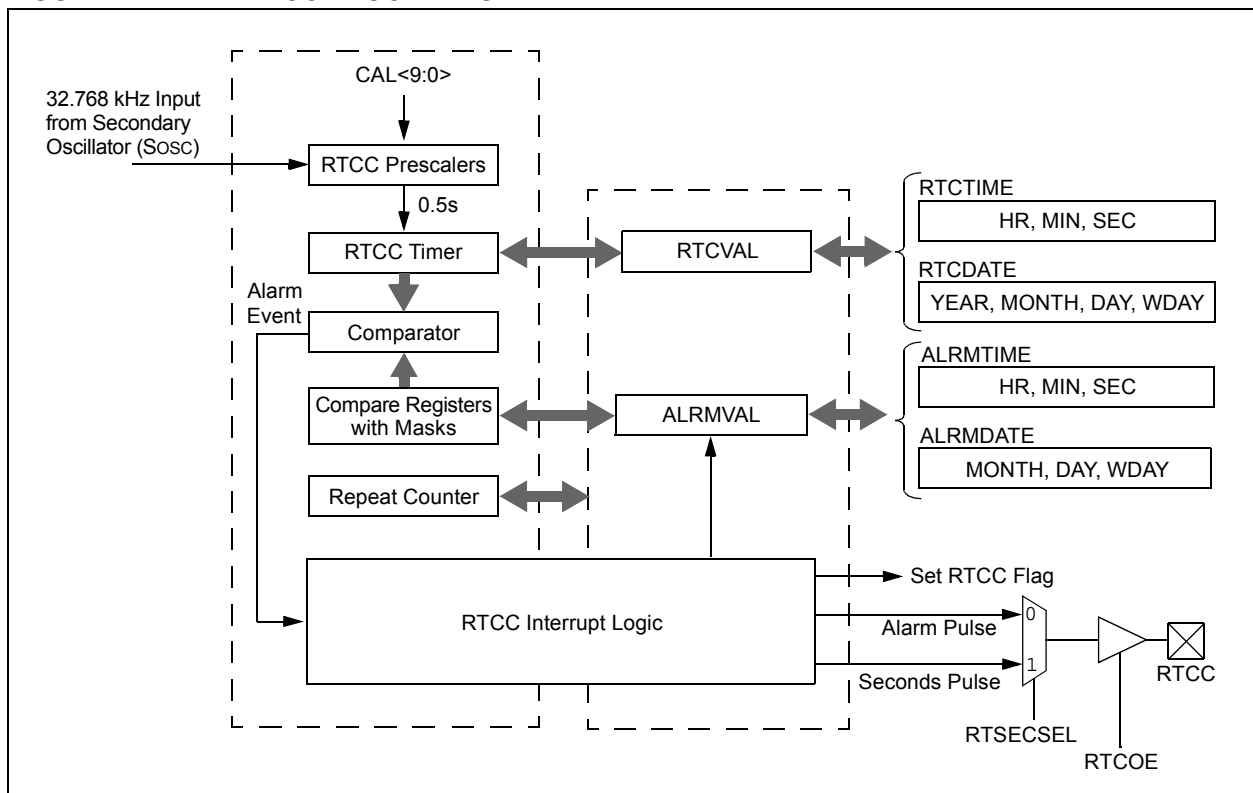 CAL<9:0>
32.768 kHz Input
from Secondary
Oscillator (SOSC)
RTCC Prescalers
0.5s
RTCC Timer
RTCVAL
RTCTIME
HR, MIN, SEC
RTCDATE
YEAR, MONTH, DAY, WDAY
Alarm
Event
Comparator
Compare Registers
with Masks
ALRMVAL
ALRMTIME
HR, MIN, SEC
ALRMDATE
MONTH, DAY, WDAY
Repeat Counter
RTCC Interrupt Logic
Set RTCC Flag
Alarm Pulse
Seconds Pulse
0
1
RTCC
RTSECSEL
RTCOE